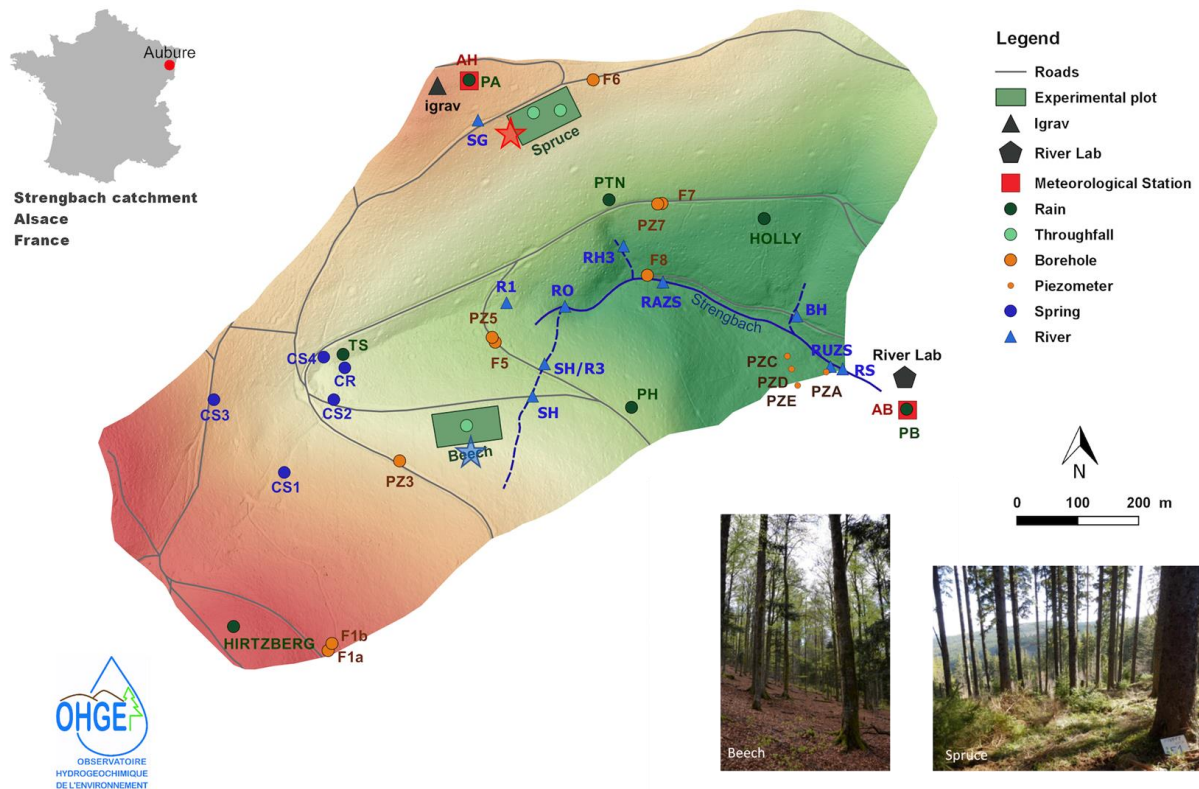 Aubure
Strengbach catchment
Alsace
France
AH
PA
igrav
F6
SG
Spruce
PTN
F7
PZ7
HOLLY
RH3
F8
R1
RO
RAZS
Strengbach
BH
PZ5
F5
TS
CS4
CR
CS2
CS3
SH/R3
SH
PH
PZC
PZD
PZE
PZA
RUZS
RS
River Lab
AB
PB
Beech
PZ3
CS1
HIRTZBERG
F1b
F1a
Legend
Roads
Experimental plot
Igrav
River Lab
Meteorological Station
Rain
Throughfall
Borehole
Piezometer
Spring
River
N
0 100 200 m
Beech
Spruce
OHGE
OBSERVATOIRE
HYDROGEOCHIMIQUE
DE L'ENVIRONNEMENT